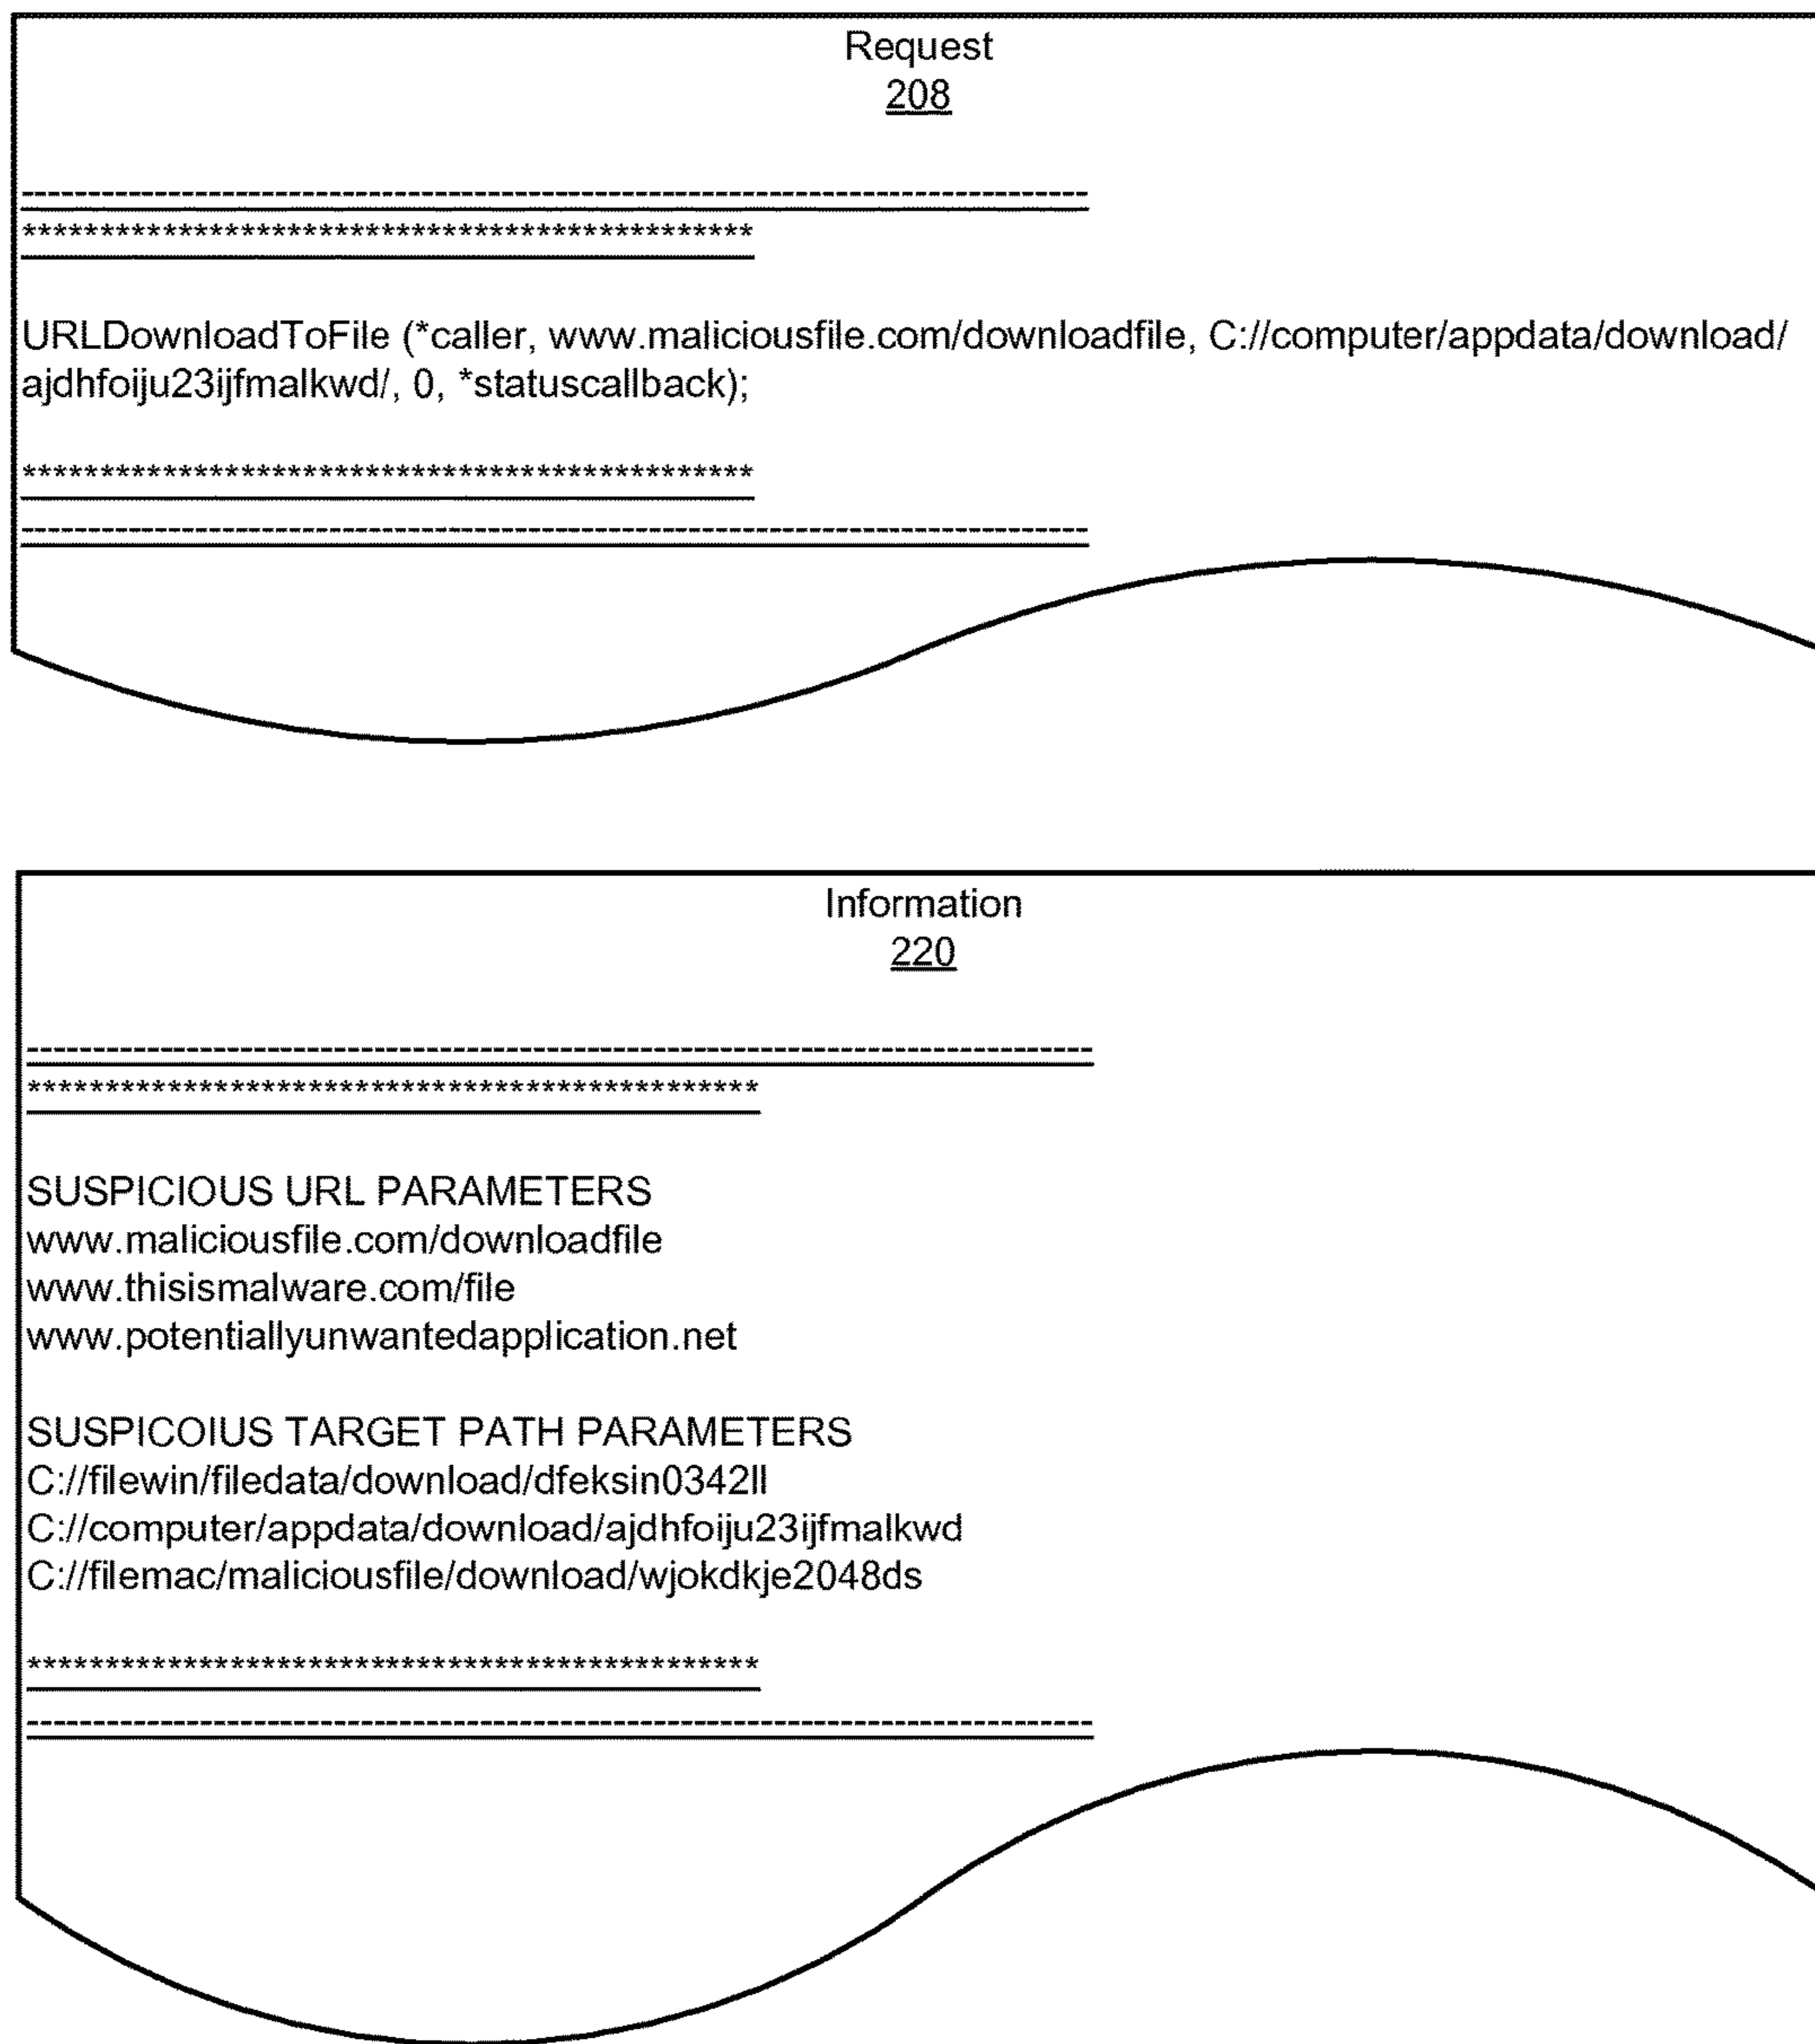 Request
208
--------------------------------------------------------------------------------
***********************************************
URLDownloadToFile (*caller, www.maliciousfile.com/downloadfile, C://computer/appdata/download/
ajdhfoiju23ijfmalkwd/, 0, *statuscallback);
***********************************************
--------------------------------------------------------------------------------
Information
220
--------------------------------------------------------------------------------
***********************************************
SUSPICIOUS URL PARAMETERS
www.maliciousfile.com/downloadfile
www.thisismalware.com/file
www.potentiallyunwantedapplication.net
SUSPICOIUS TARGET PATH PARAMETERS
C://filewin/filedata/download/dfeksin0342ll
C://computer/appdata/download/ajdhfoiju23ijfmalkwd
C://filemac/maliciousfile/download/wjokdkje2048ds
***********************************************
--------------------------------------------------------------------------------